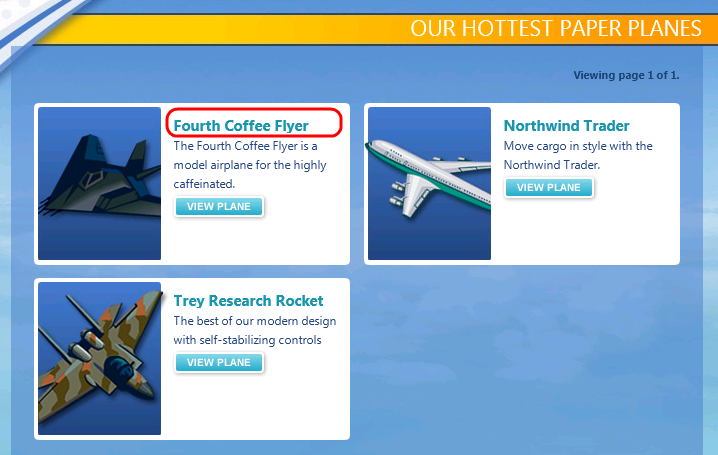 OUR HOTTEST PAPER PLANES
Viewing page 1 of 1.
Fourth Coffee Flyer
The Fourth Coffee Flyer is a
model airplane for the highly
caffeinated.
VIEW PLANE
Northwind Trader
Move cargo in style with the
Northwind Trader.
VIEW PLANE
Trey Research Rocket
The best of our modern design
with self-stabilizing controls
VIEW PLANE